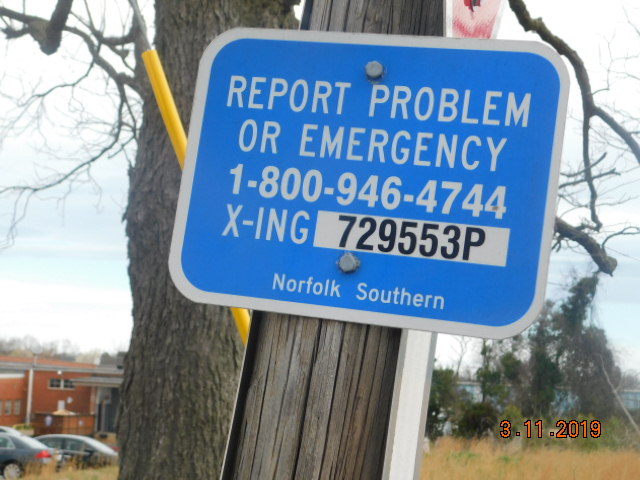 REPORT PROBLEM
OR EMERGENCY
1-800-946-4744
X-ING 729553P
Norfolk Southern
3.11.2019